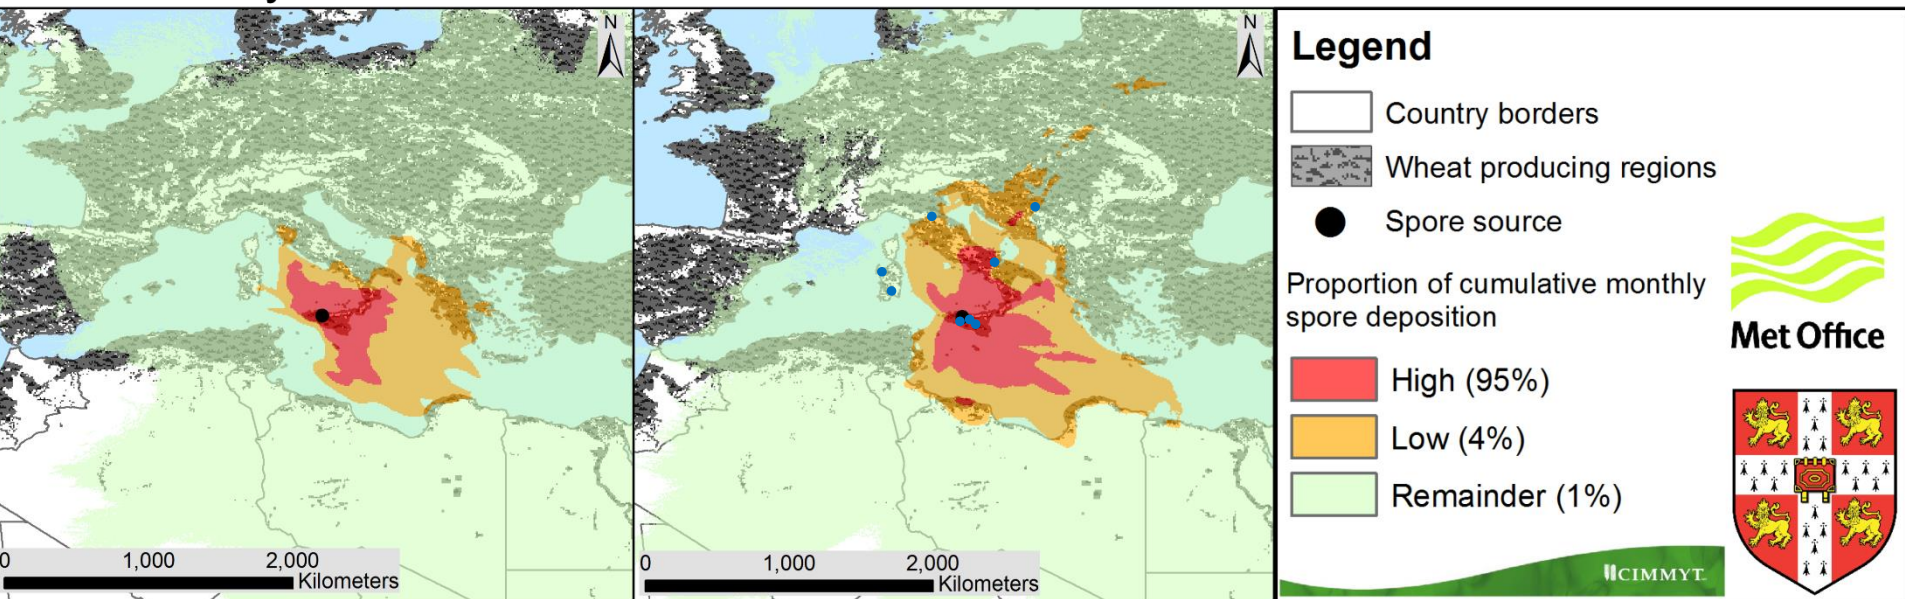 N
0 1,000 2,000
Kilometers
N
0 1,000 2,000
Kilometers
Legend
Country borders
Wheat producing regions
Spore source
Proportion of cumulative monthly
spore deposition
High (95%)
Low (4%)
Remainder (1%)
Met Office
CIMMYT